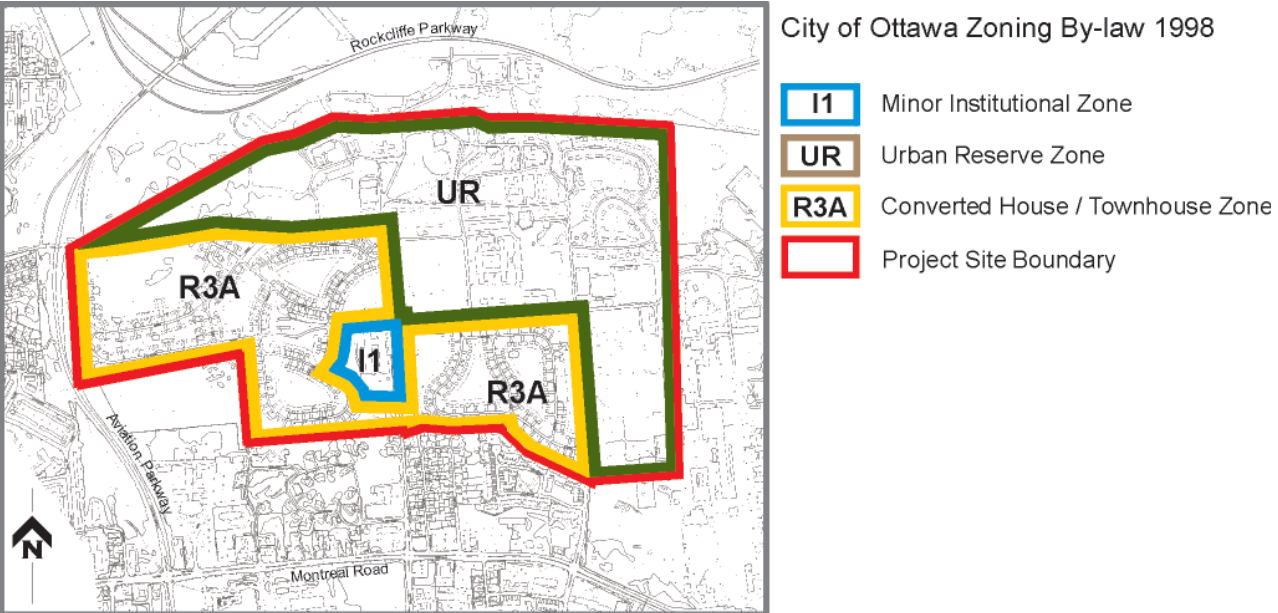 Rockcliffe Parkway
UR
R3A
I1
R3A
Aviation Parkway
N
Montreal Road
City of Ottawa Zoning By-law 1998
I1 Minor Institutional Zone
UR Urban Reserve Zone
R3A Converted House / Townhouse Zone
Project Site Boundary